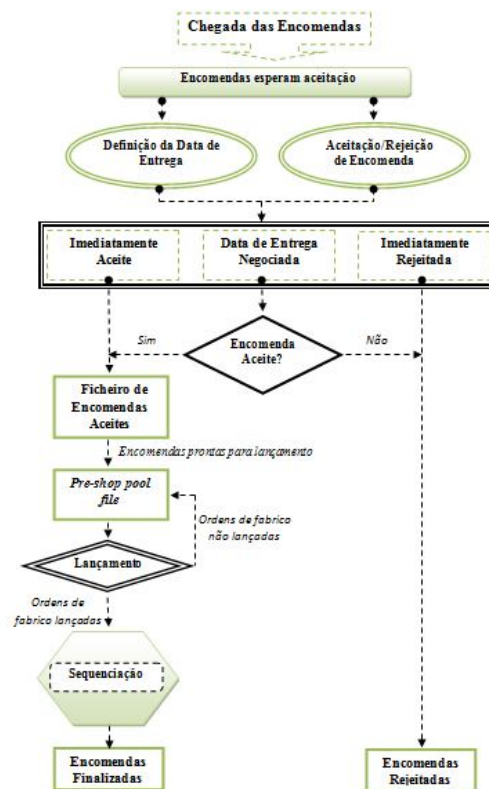 Chegada das Encomendas
Encomendas esperam aceitação
Definição da Data de
Entrega
Aceitação/Rejeição
de Encomenda
Imediatamente
Aceite
Data de Entrega
Negociada
Imediatamente
Rejeitada
Sim
Encomenda
Aceite?
Não
Ficheiro de
Encomendas
Aceites
Encomendas prontas para lançamento
Pre-shop pool
file
Ordens de fabrico
não lançadas
Lançamento
Ordens de
fabrico lançadas
Sequenciação
Encomendas
Finalizadas
Encomendas
Rejeitadas